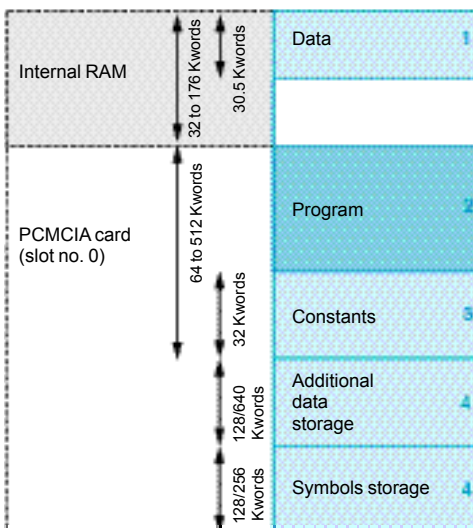 Internal RAM
32 to 176 Kwords
30.5 Kwords
Data
1
PCMCIA card
(slot no. 0)
64 to 512 Kwords
Program
2
32 Kwords
Constants
3
128/640
Kwords
Additional
data
storage
4
128/256
Kwords
Symbols storage
4